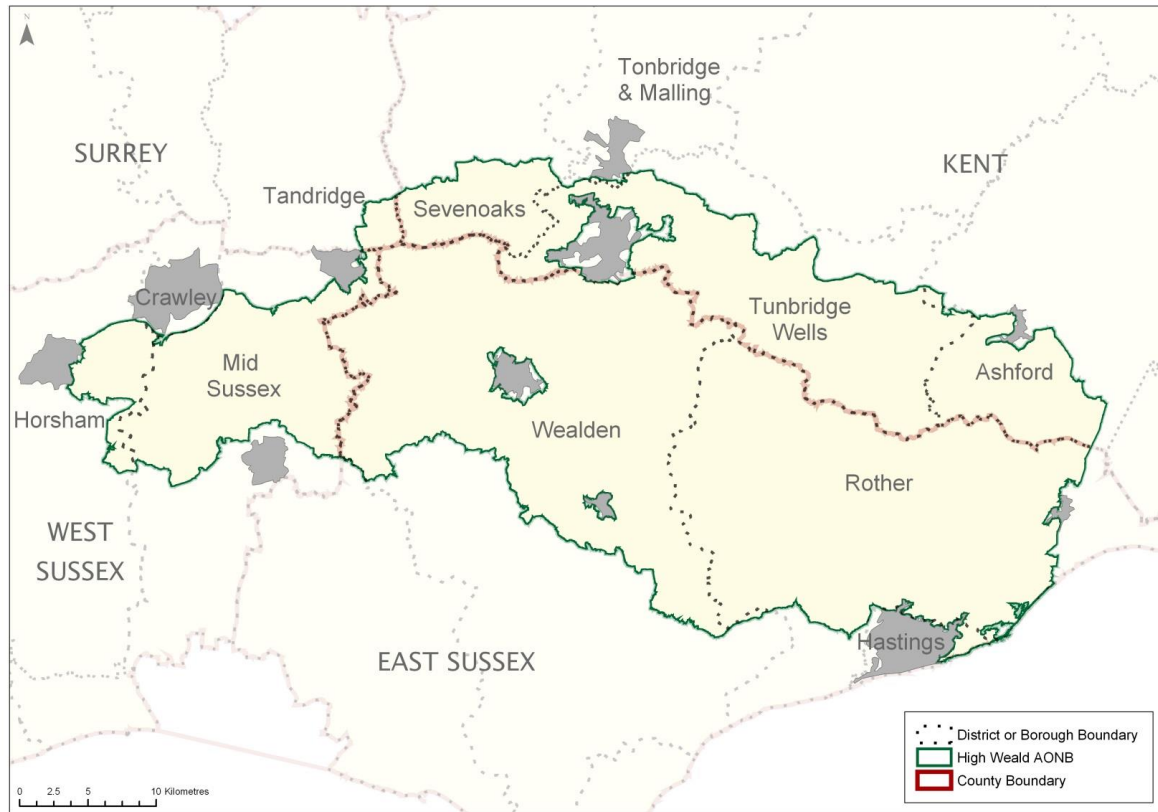 N
Tonbridge
& Malling
SURREY
KENT
Tandridge
Sevenoaks
Crawley
Tunbridge
Wells
Mid
Sussex
Ashford
Horsham
Wealden
Rother
WEST
SUSSEX
Hastings
EAST SUSSEX
District or Borough Boundary
High Weald AONB
County Boundary
0 2.5 5 10 Kilometres